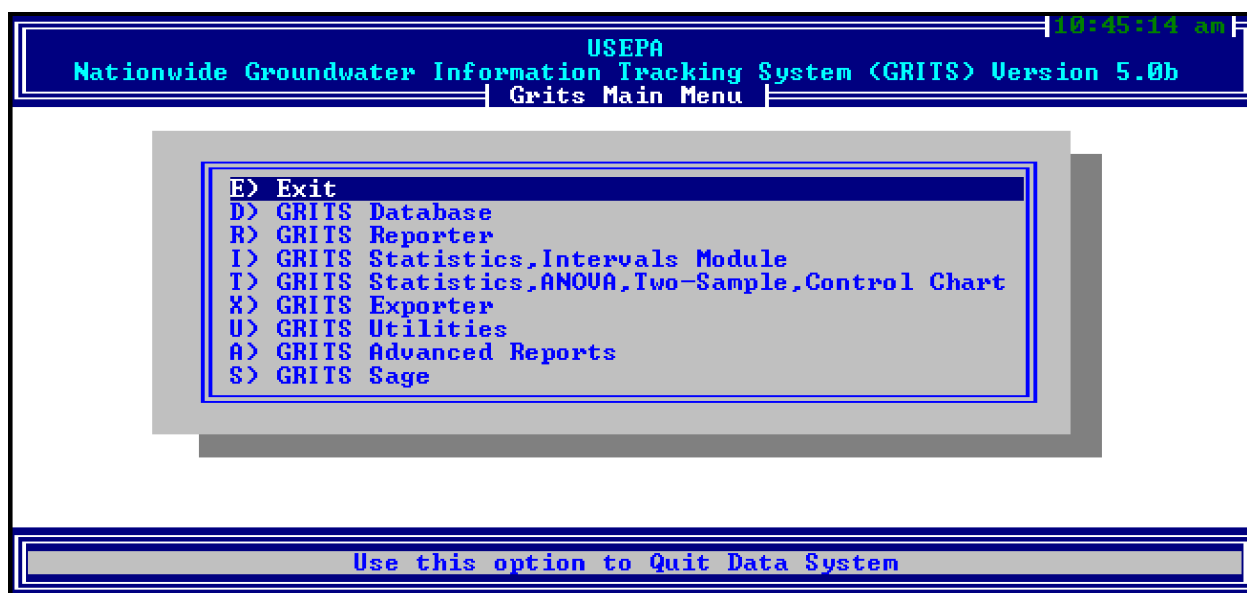 10:45:14 am
USEPA
Nationwide Groundwater Information Tracking System (GRITS) Version 5.0b
Grits Main Menu
E) Exit
D) GRITS Database
R) GRITS Reporter
I) GRITS Statistics,Intervals Module
T) GRITS Statistics,ANOVA,Two-Sample,Control Chart
X) GRITS Exporter
U) GRITS Utilities
A) GRITS Advanced Reports
S) GRITS Sage
Use this option to Quit Data System